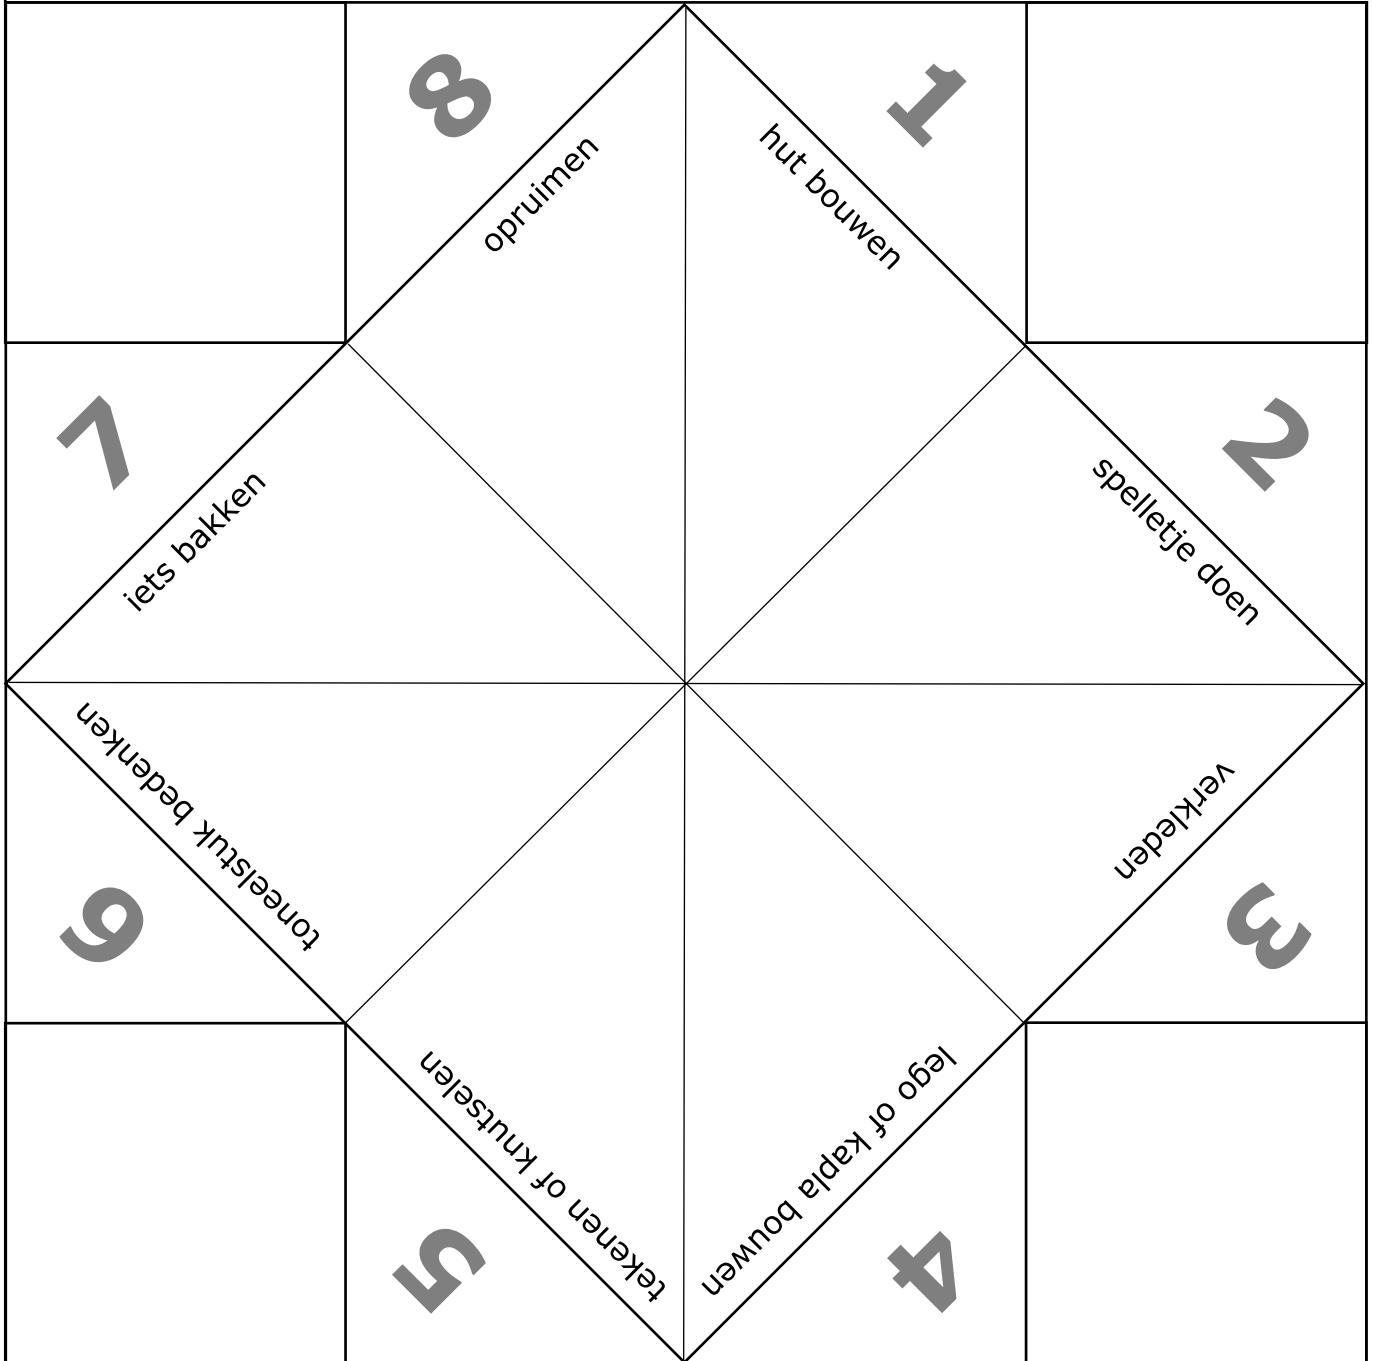 8
opruimen
1
hut bouwen
2
spelletje doen
3
verkleden
4
lego of kapla bouwen
5
tekenen of knutselen
6
toneelstuk bedenken
7
iets bakken